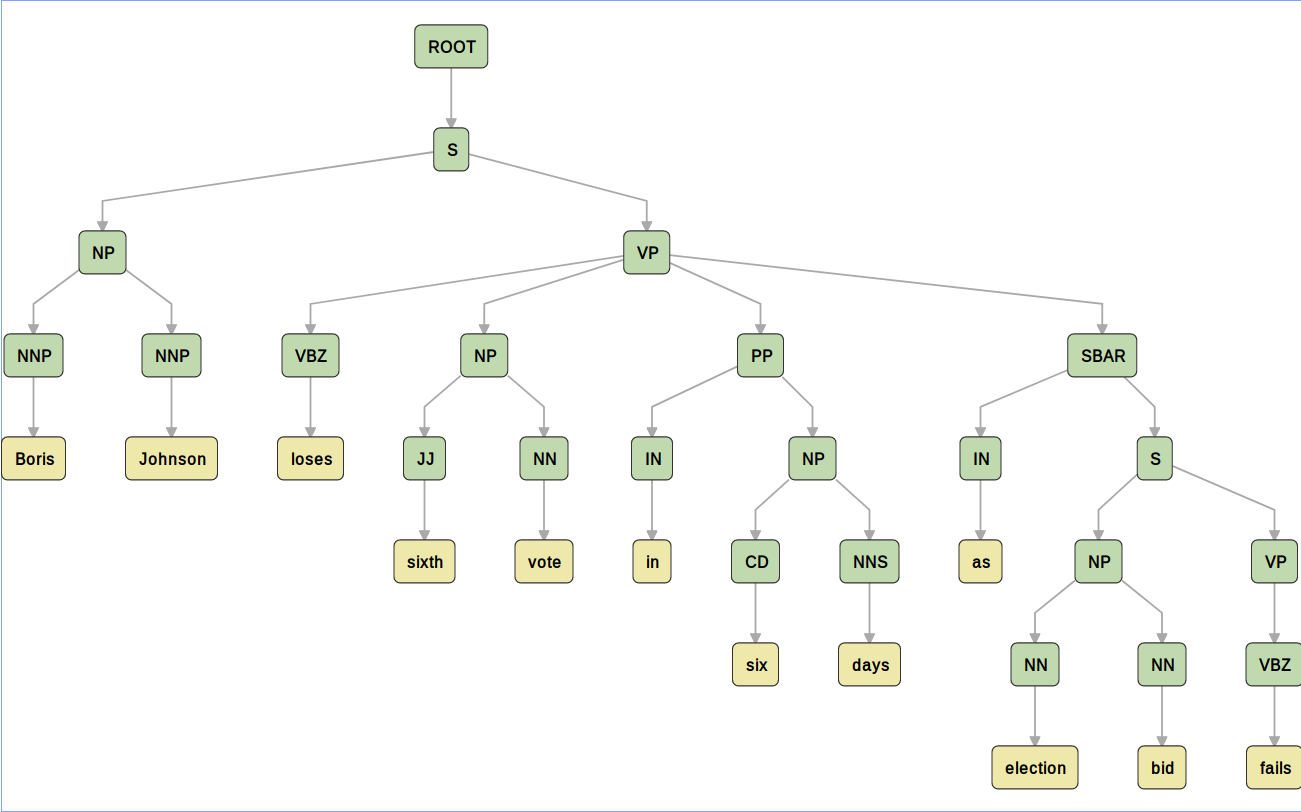 ROOT
S
NP VP
NNP NNP VBZ NP PP SBAR
Boris Johnson loses JJ NN IN NP IN S
sixth vote in CD NNS as NP VP
six days NN NN VBZ
election bid fails